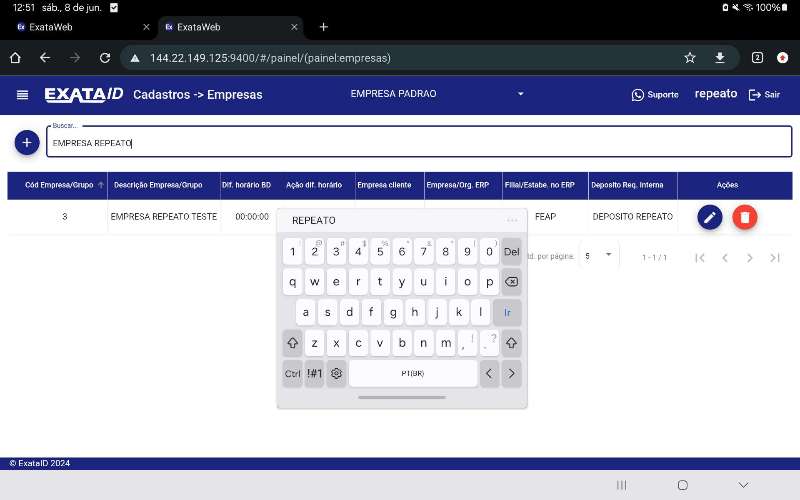 12:51 sáb., 8 de jun. 100%
ExataWeb ExataWeb
144.22.149.125:9400/#/painel/(painel:empresas) 2
EXATAID Cadastros -> Empresas EMPRESA PADRAO Suporte repeato Sair
Buscar...
EMPRESA REPEATO
Cód Empresa/Grupo Descrição Empresa/Grupo Dif. horário BD Ação dif. horário Empresa cliente Empresa/Org. ERP Filial/Estabe. no ERP Deposito Req. Interna Ações
3 EMPRESA REPEATO TESTE 00:00:00 FEAP DEPOSITO REPEATO
td. por página: 5 1 - 1 / 1
REPEATO ...
1 2 3 4 5 6 7 8 9 0 Del
q w e r t y u i o p
a s d f g h j k l Ir
z x c v b n m , ! . ?
Ctrl !#1 PT(BR) < >
© ExataID 2024